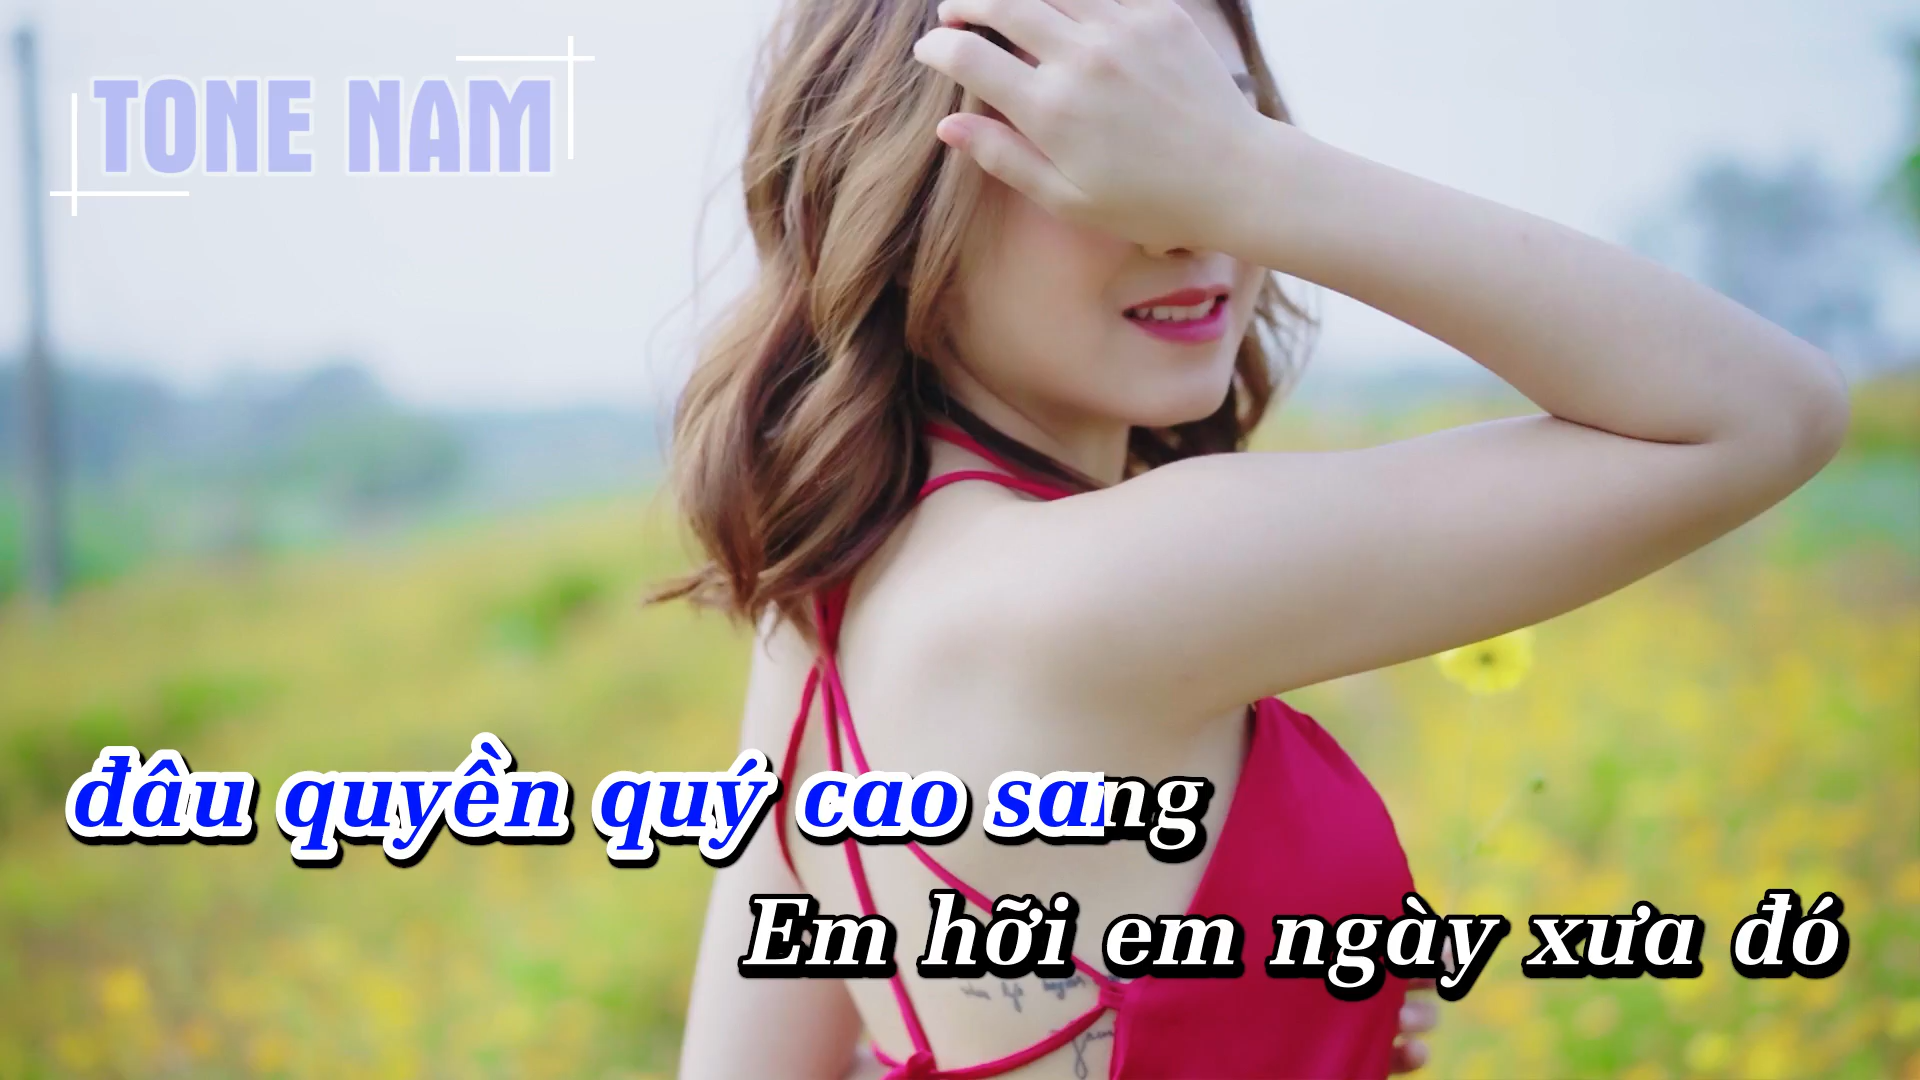 TONE NAM
đâu quyền quý cao sang
Em hỡi em ngày xưa đó